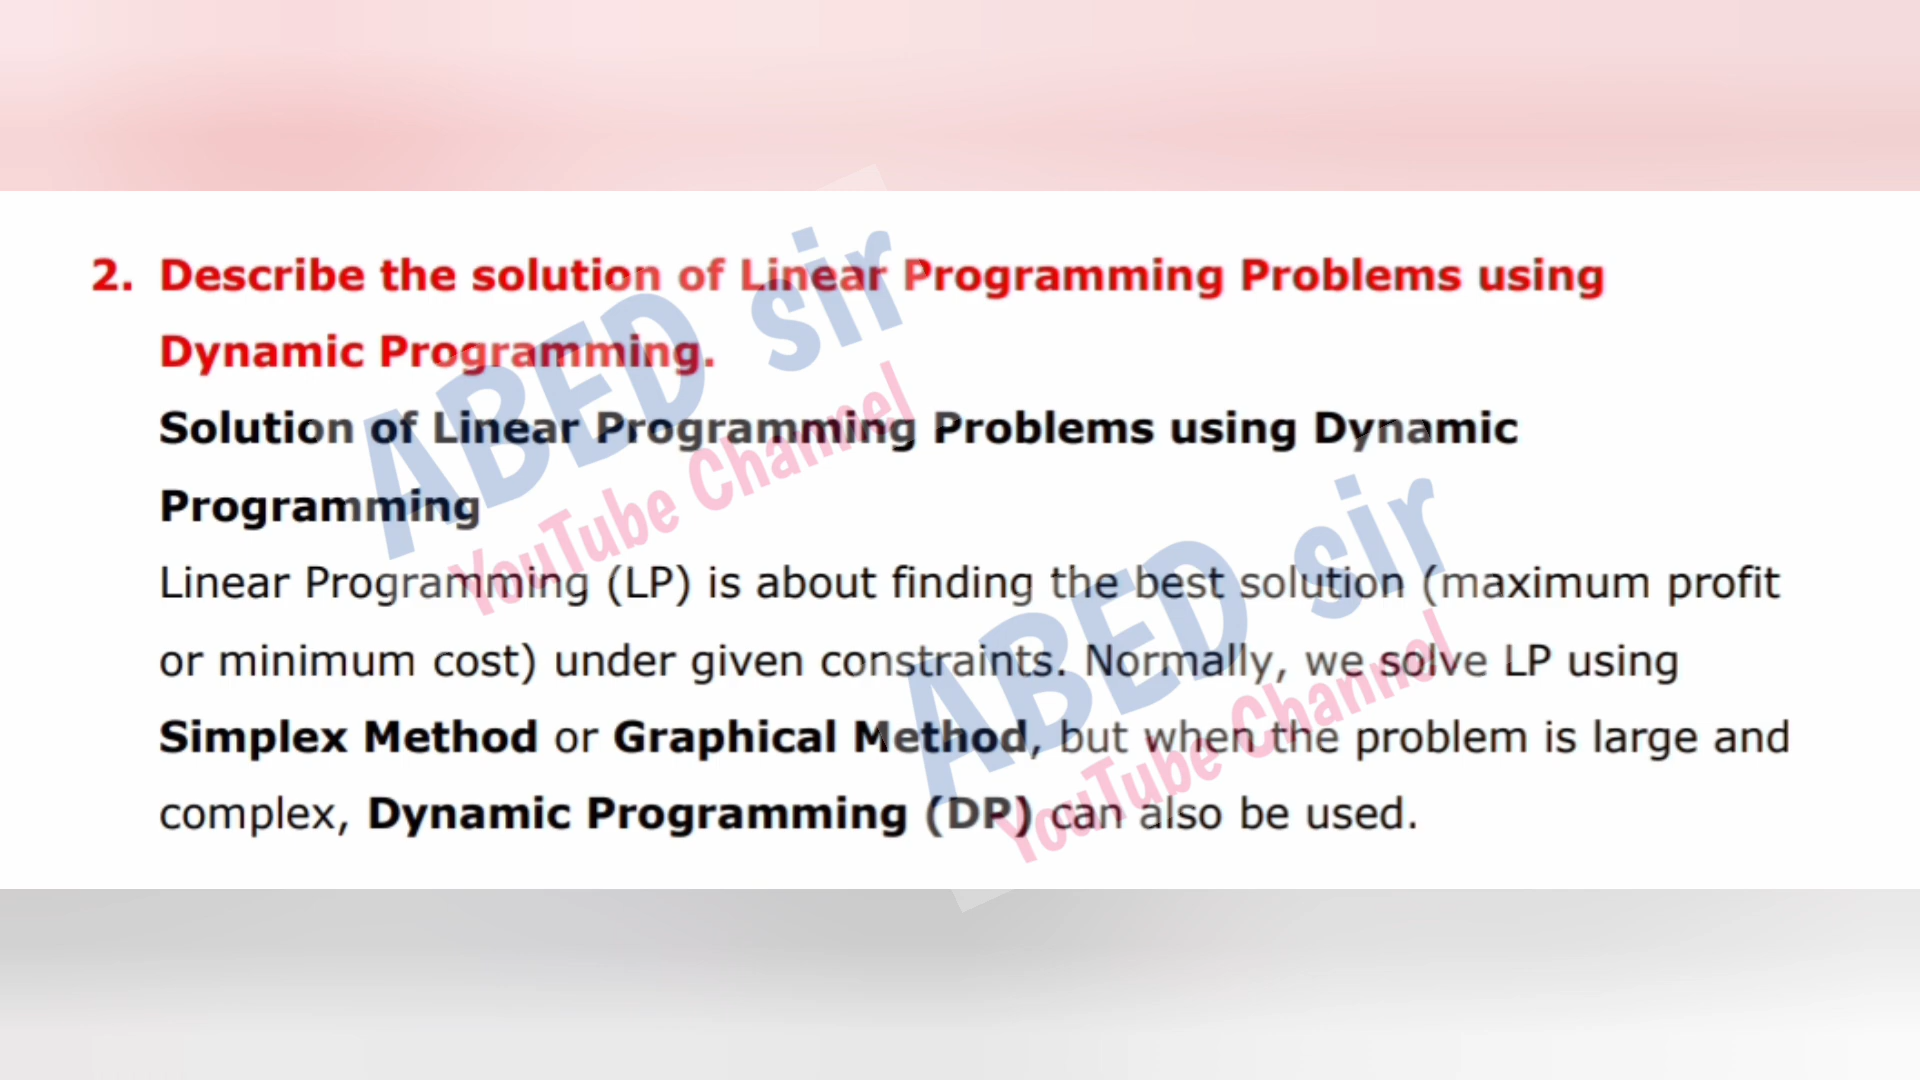 2. Describe the solution of Linear Programming Problems using
Dynamic Programming.
Solution of Linear Programming Problems using Dynamic
Programming
Linear Programming (LP) is about finding the best solution (maximum profit
or minimum cost) under given constraints. Normally, we solve LP using
Simplex Method or Graphical Method, but when the problem is large and
complex, Dynamic Programming (DP) can also be used.
ABED sir
YouTube Channel
ABED sir
YouTube Channel